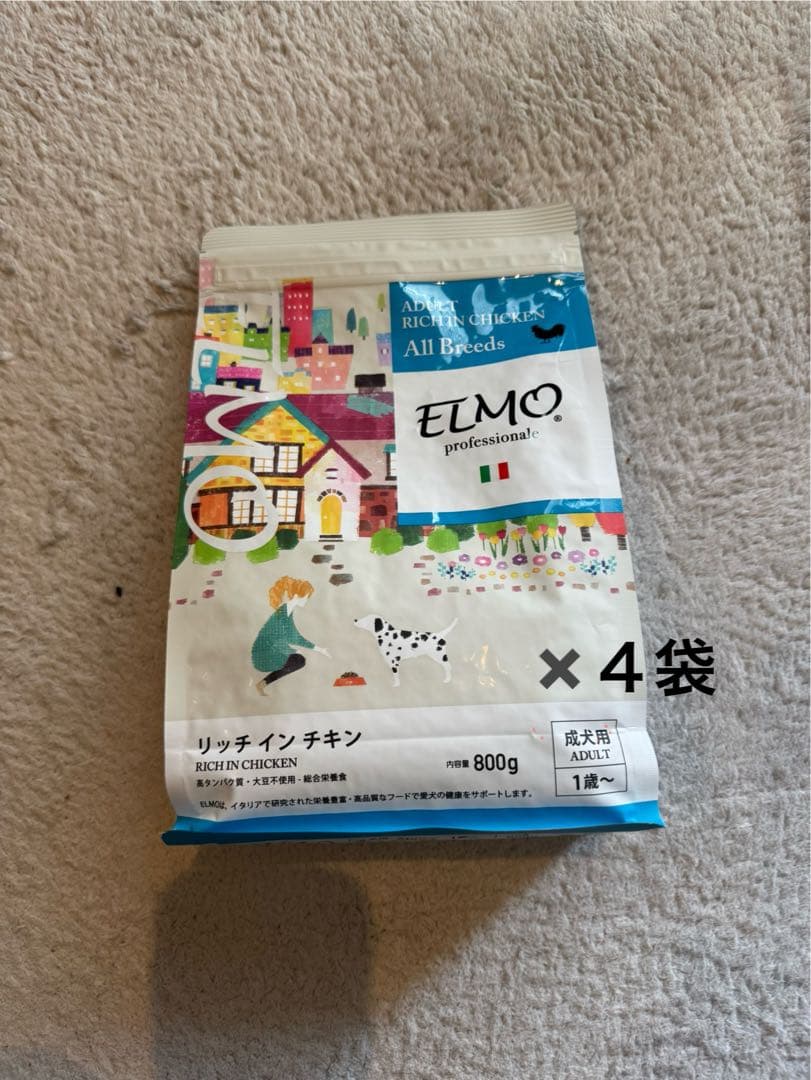 ADULT
RICH IN CHICKEN
All Breeds
ELMO®
professionale
ELMO
×4袋
リッチ イン チキン
RICH IN CHICKEN
高タンパク質・大豆不使用 - 総合栄養食
内容量 800g
成犬用
ADULT
1歳～
ELMOは、イタリアで研究された栄養豊富・高品質なフードで愛犬の健康をサポートします。